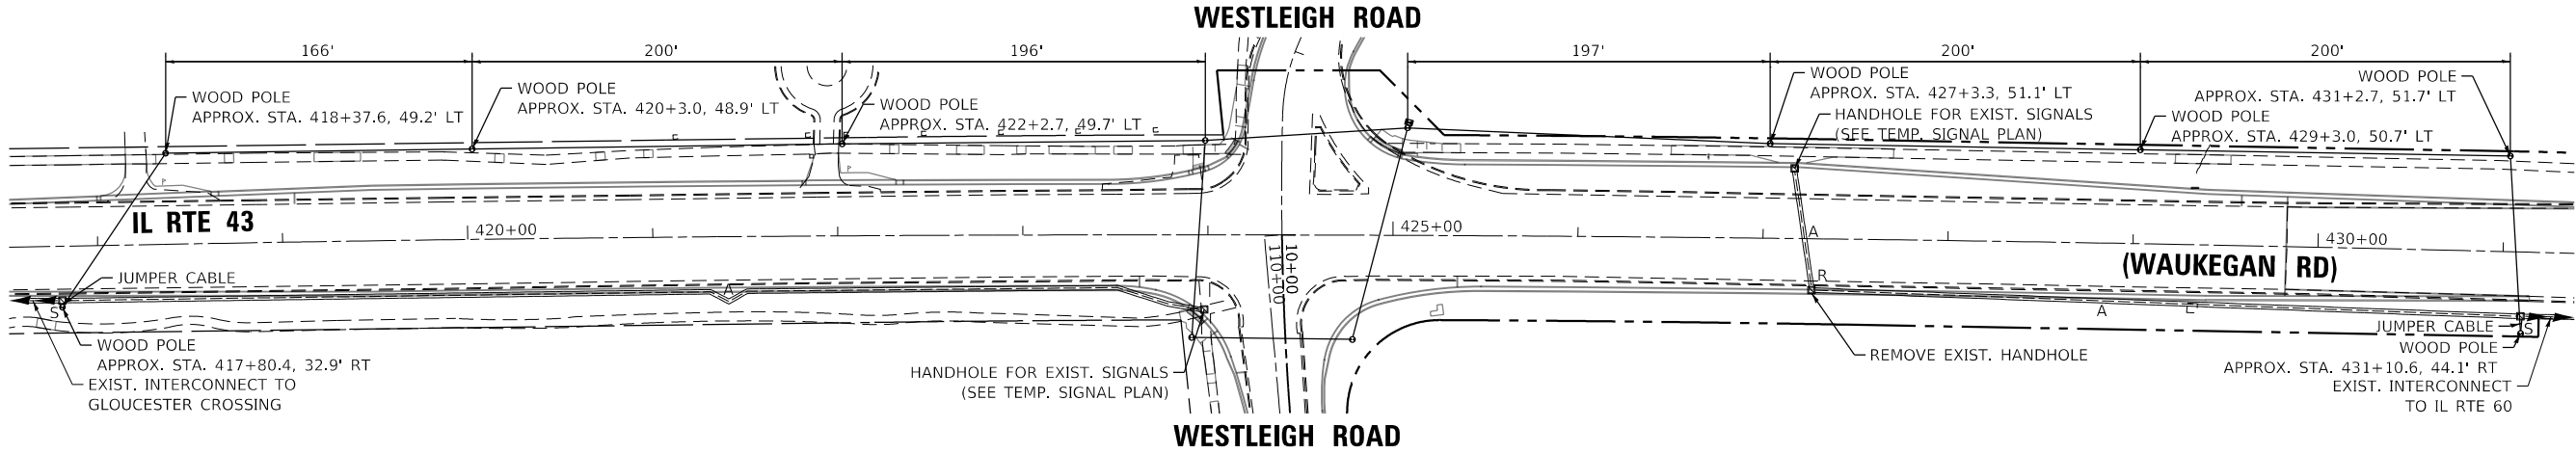 WESTLEIGH ROAD
166'
200'
196'
197'
200'
200'
WOOD POLE
APPROX. STA. 418+37.6, 49.2' LT
WOOD POLE
APPROX. STA. 420+3.0, 48.9' LT
WOOD POLE
APPROX. STA. 422+2.7, 49.7' LT
WOOD POLE
APPROX. STA. 427+3.3, 51.1' LT
HANDHOLE FOR EXIST. SIGNALS
(SEE TEMP. SIGNAL PLAN)
WOOD POLE
APPROX. STA. 431+2.7, 51.7' LT
WOOD POLE
APPROX. STA. 429+3.0, 50.7' LT
IL RTE 43
420+00
425+00
430+00
110+00
10+00
A
R
(WAUKEGAN RD)
JUMPER CABLE
A
S
A
WOOD POLE
APPROX. STA. 417+80.4, 32.9' RT
EXIST. INTERCONNECT TO
GLOUCESTER CROSSING
HANDHOLE FOR EXIST. SIGNALS
(SEE TEMP. SIGNAL PLAN)
REMOVE EXIST. HANDHOLE
JUMPER CABLE
S
WOOD POLE
APPROX. STA. 431+10.6, 44.1' RT
EXIST. INTERCONNECT
TO IL RTE 60
WESTLEIGH ROAD